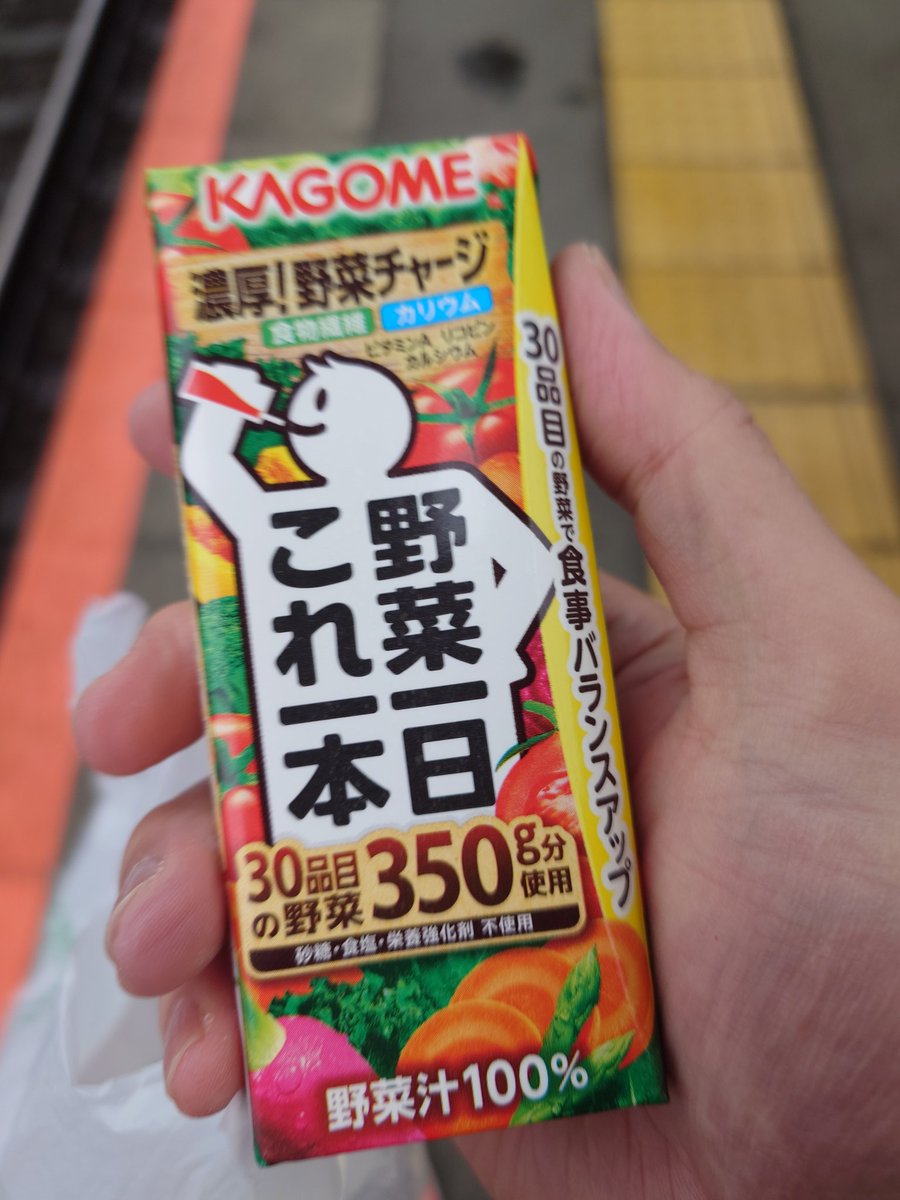 KAGOME
濃厚!野菜チャージ
食物繊維 カリウム
ビタミンA リコピン
カルシウム
野菜一日
これ一本
30品目の野菜で食事バランスアップ
30品目
の野菜
350g分
使用
砂糖・食塩・栄養強化剤 不使用
野菜汁100%